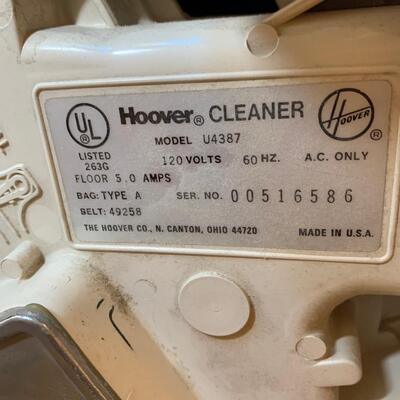 UL Hoover® CLEANER HOOVER
MODEL U4387
LISTED
263G
120 VOLTS 60 HZ. A.C. ONLY
FLOOR 5.0 AMPS
BAG: TYPE A SER. NO. 00516586
BELT: 49258
THE HOOVER CO., N. CANTON, OHIO 44720 MADE IN U.S.A.